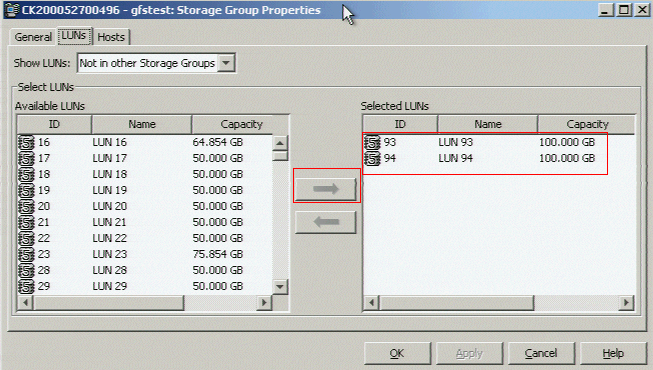 CK200052700496 - gfstest: Storage Group Properties
General LUNs Hosts
Show LUNs: Not in other Storage Groups
Select LUNs
Available LUNs
ID Name Capacity
16 LUN 16 64.854 GB
17 LUN 17 50.000 GB
18 LUN 18 50.000 GB
19 LUN 19 50.000 GB
20 LUN 20 50.000 GB
21 LUN 21 50.000 GB
22 LUN 22 50.000 GB
23 LUN 23 75.854 GB
28 LUN 28 50.000 GB
29 LUN 29 50.000 GB
Selected LUNs
ID Name Capacity
93 LUN 93 100.000 GB
94 LUN 94 100.000 GB
OK Apply Cancel Help